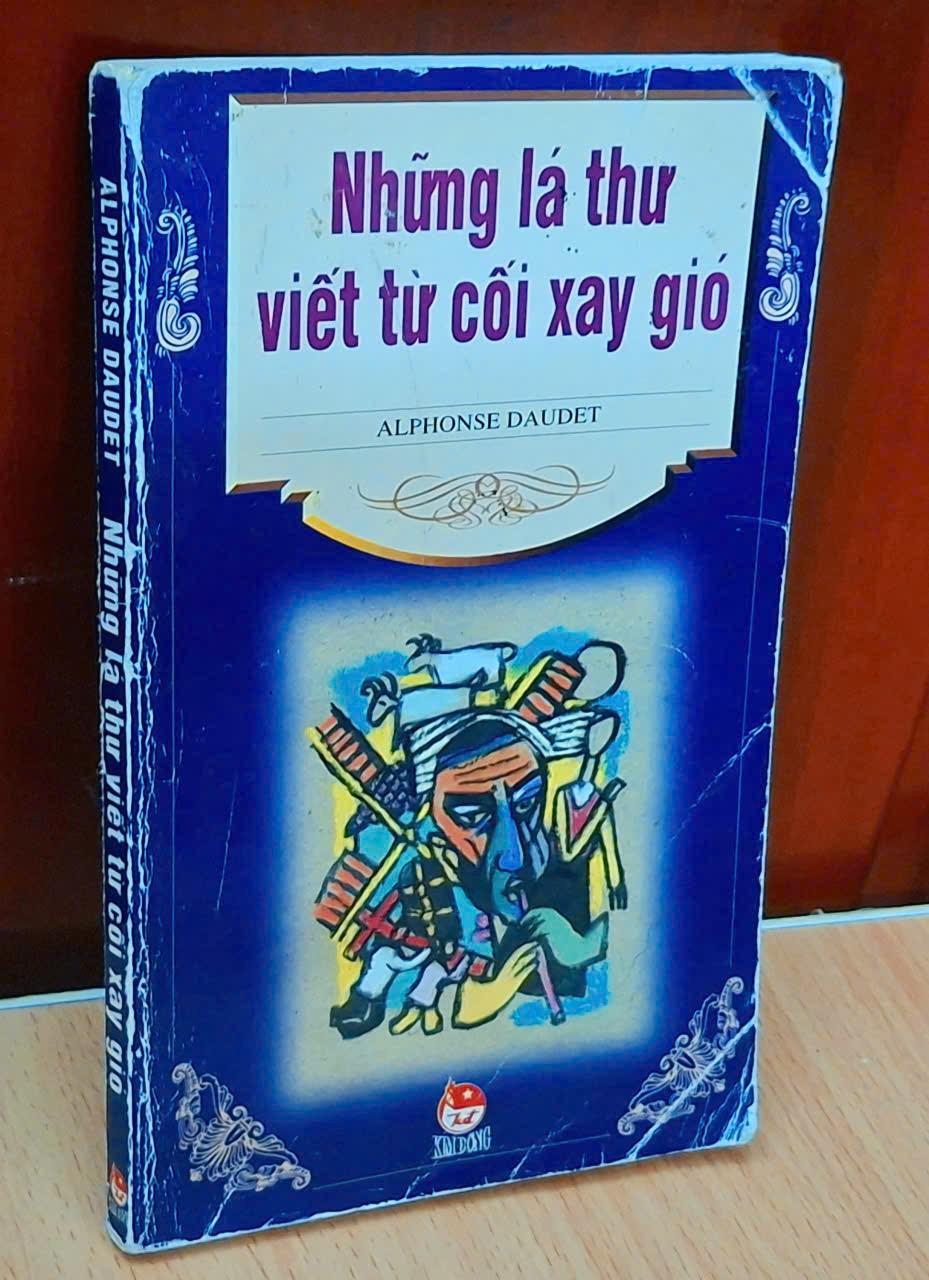 Những lá thư
viết từ cối xay gió
ALPHONSE DAUDET
KIM ĐỒNG
ALPHONSE DAUDET Những lá thư viết từ cối xay gió